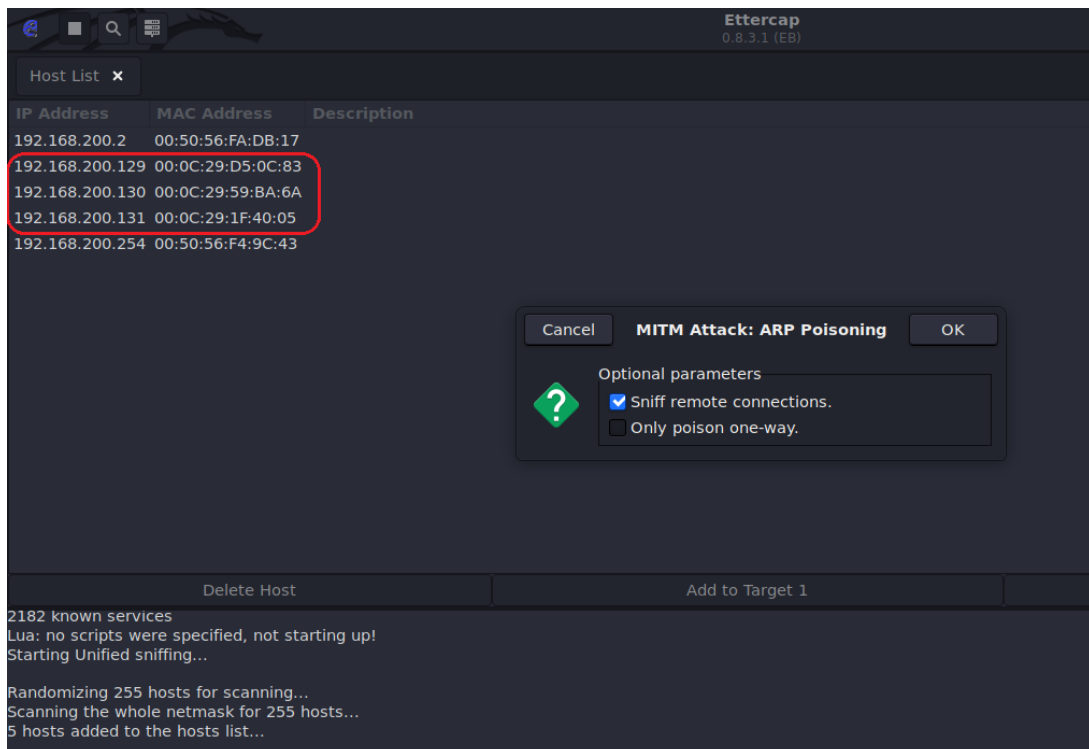 Ettercap
0.8.3.1 (EB)
Host List ×
IP Address MAC Address Description
192.168.200.2 00:50:56:FA:DB:17
192.168.200.129 00:0C:29:D5:0C:83
192.168.200.130 00:0C:29:59:BA:6A
192.168.200.131 00:0C:29:1F:40:05
192.168.200.254 00:50:56:F4:9C:43
Cancel MITM Attack: ARP Poisoning OK
Optional parameters
Sniff remote connections.
Only poison one-way.
Delete Host Add to Target 1
2182 known services
Lua: no scripts were specified, not starting up!
Starting Unified sniffing...
Randomizing 255 hosts for scanning...
Scanning the whole netmask for 255 hosts...
5 hosts added to the hosts list...